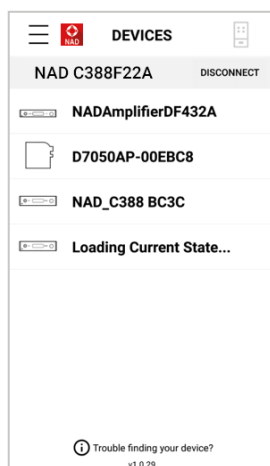 NAD
DEVICES
NAD C388F22A DISCONNECT
NADAmplifierDF432A
D7050AP-00EBC8
NAD_C388 BC3C
Loading Current State...
Trouble finding your device?
v1.0.29